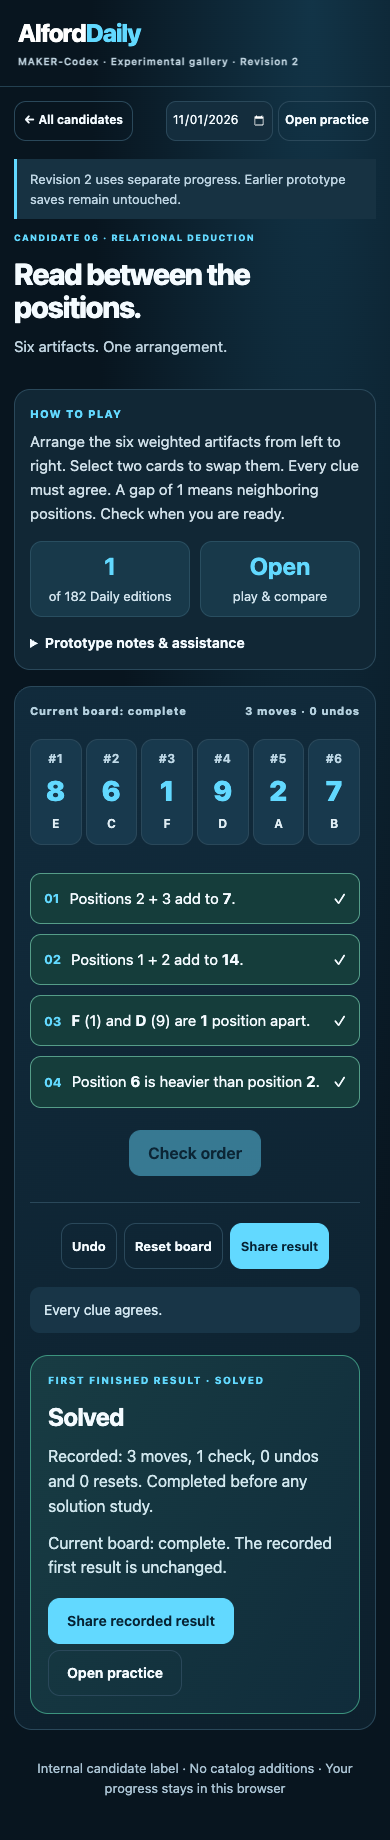 AlfordDaily
MAKER-Codex · Experimental gallery · Revision 2
← All candidates
11/01/2026
Open practice
Revision 2 uses separate progress. Earlier prototype
saves remain untouched.
CANDIDATE 06 · RELATIONAL DEDUCTION
Read between the
positions.
Six artifacts. One arrangement.
HOW TO PLAY
Arrange the six weighted artifacts from left to
right. Select two cards to swap them. Every clue
must agree. A gap of 1 means neighboring
positions. Check when you are ready.
1
of 182 Daily editions
Open
play & compare
▶ Prototype notes & assistance
Current board: complete
3 moves · 0 undos
#1 #2 #3 #4 #5 #6
8 6 1 9 2 7
E C F D A B
01 Positions 2 + 3 add to 7. ✓
02 Positions 1 + 2 add to 14. ✓
03 F (1) and D (9) are 1 position apart. ✓
04 Position 6 is heavier than position 2. ✓
Check order
Undo
Reset board
Share result
Every clue agrees.
FIRST FINISHED RESULT · SOLVED
Solved
Recorded: 3 moves, 1 check, 0 undos
and 0 resets. Completed before any
solution study.
Current board: complete. The recorded
first result is unchanged.
Share recorded result
Open practice
Internal candidate label · No catalog additions · Your
progress stays in this browser